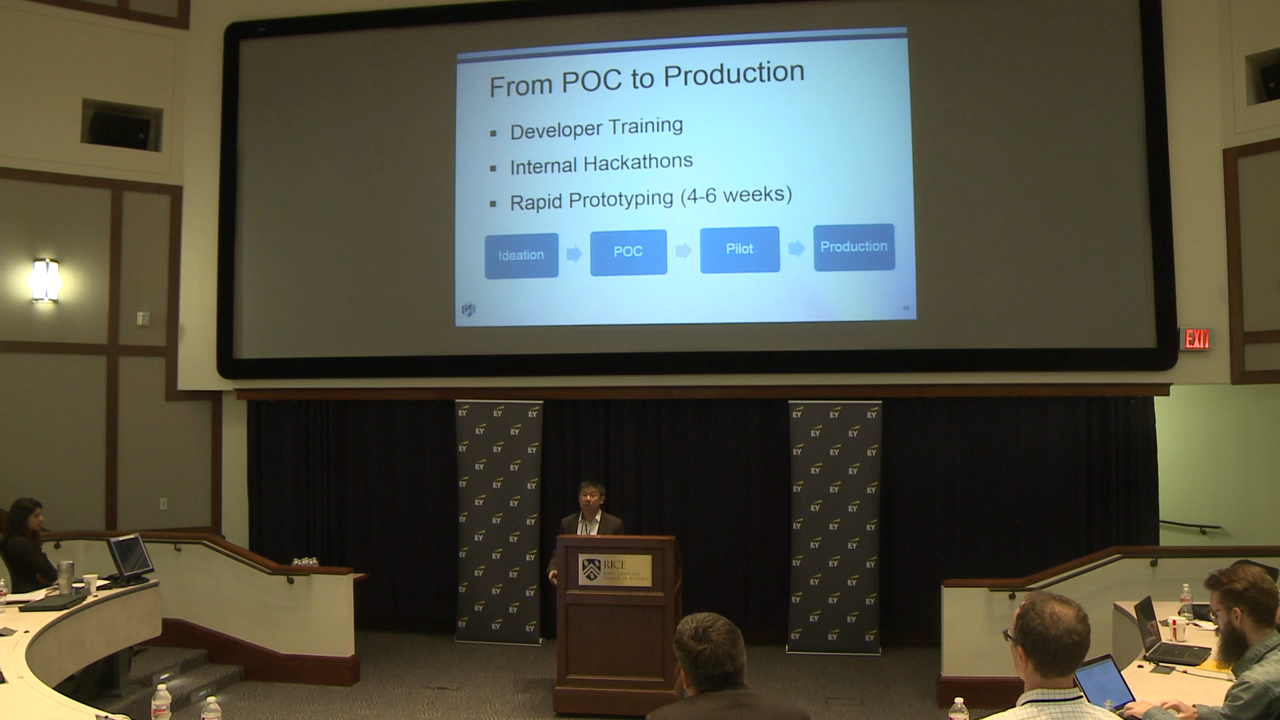 From POC to Production
▪ Developer Training
▪ Internal Hackathons
▪ Rapid Prototyping (4-6 weeks)
Ideation
POC
Pilot
Production
EXIT
EY
EY
RICE